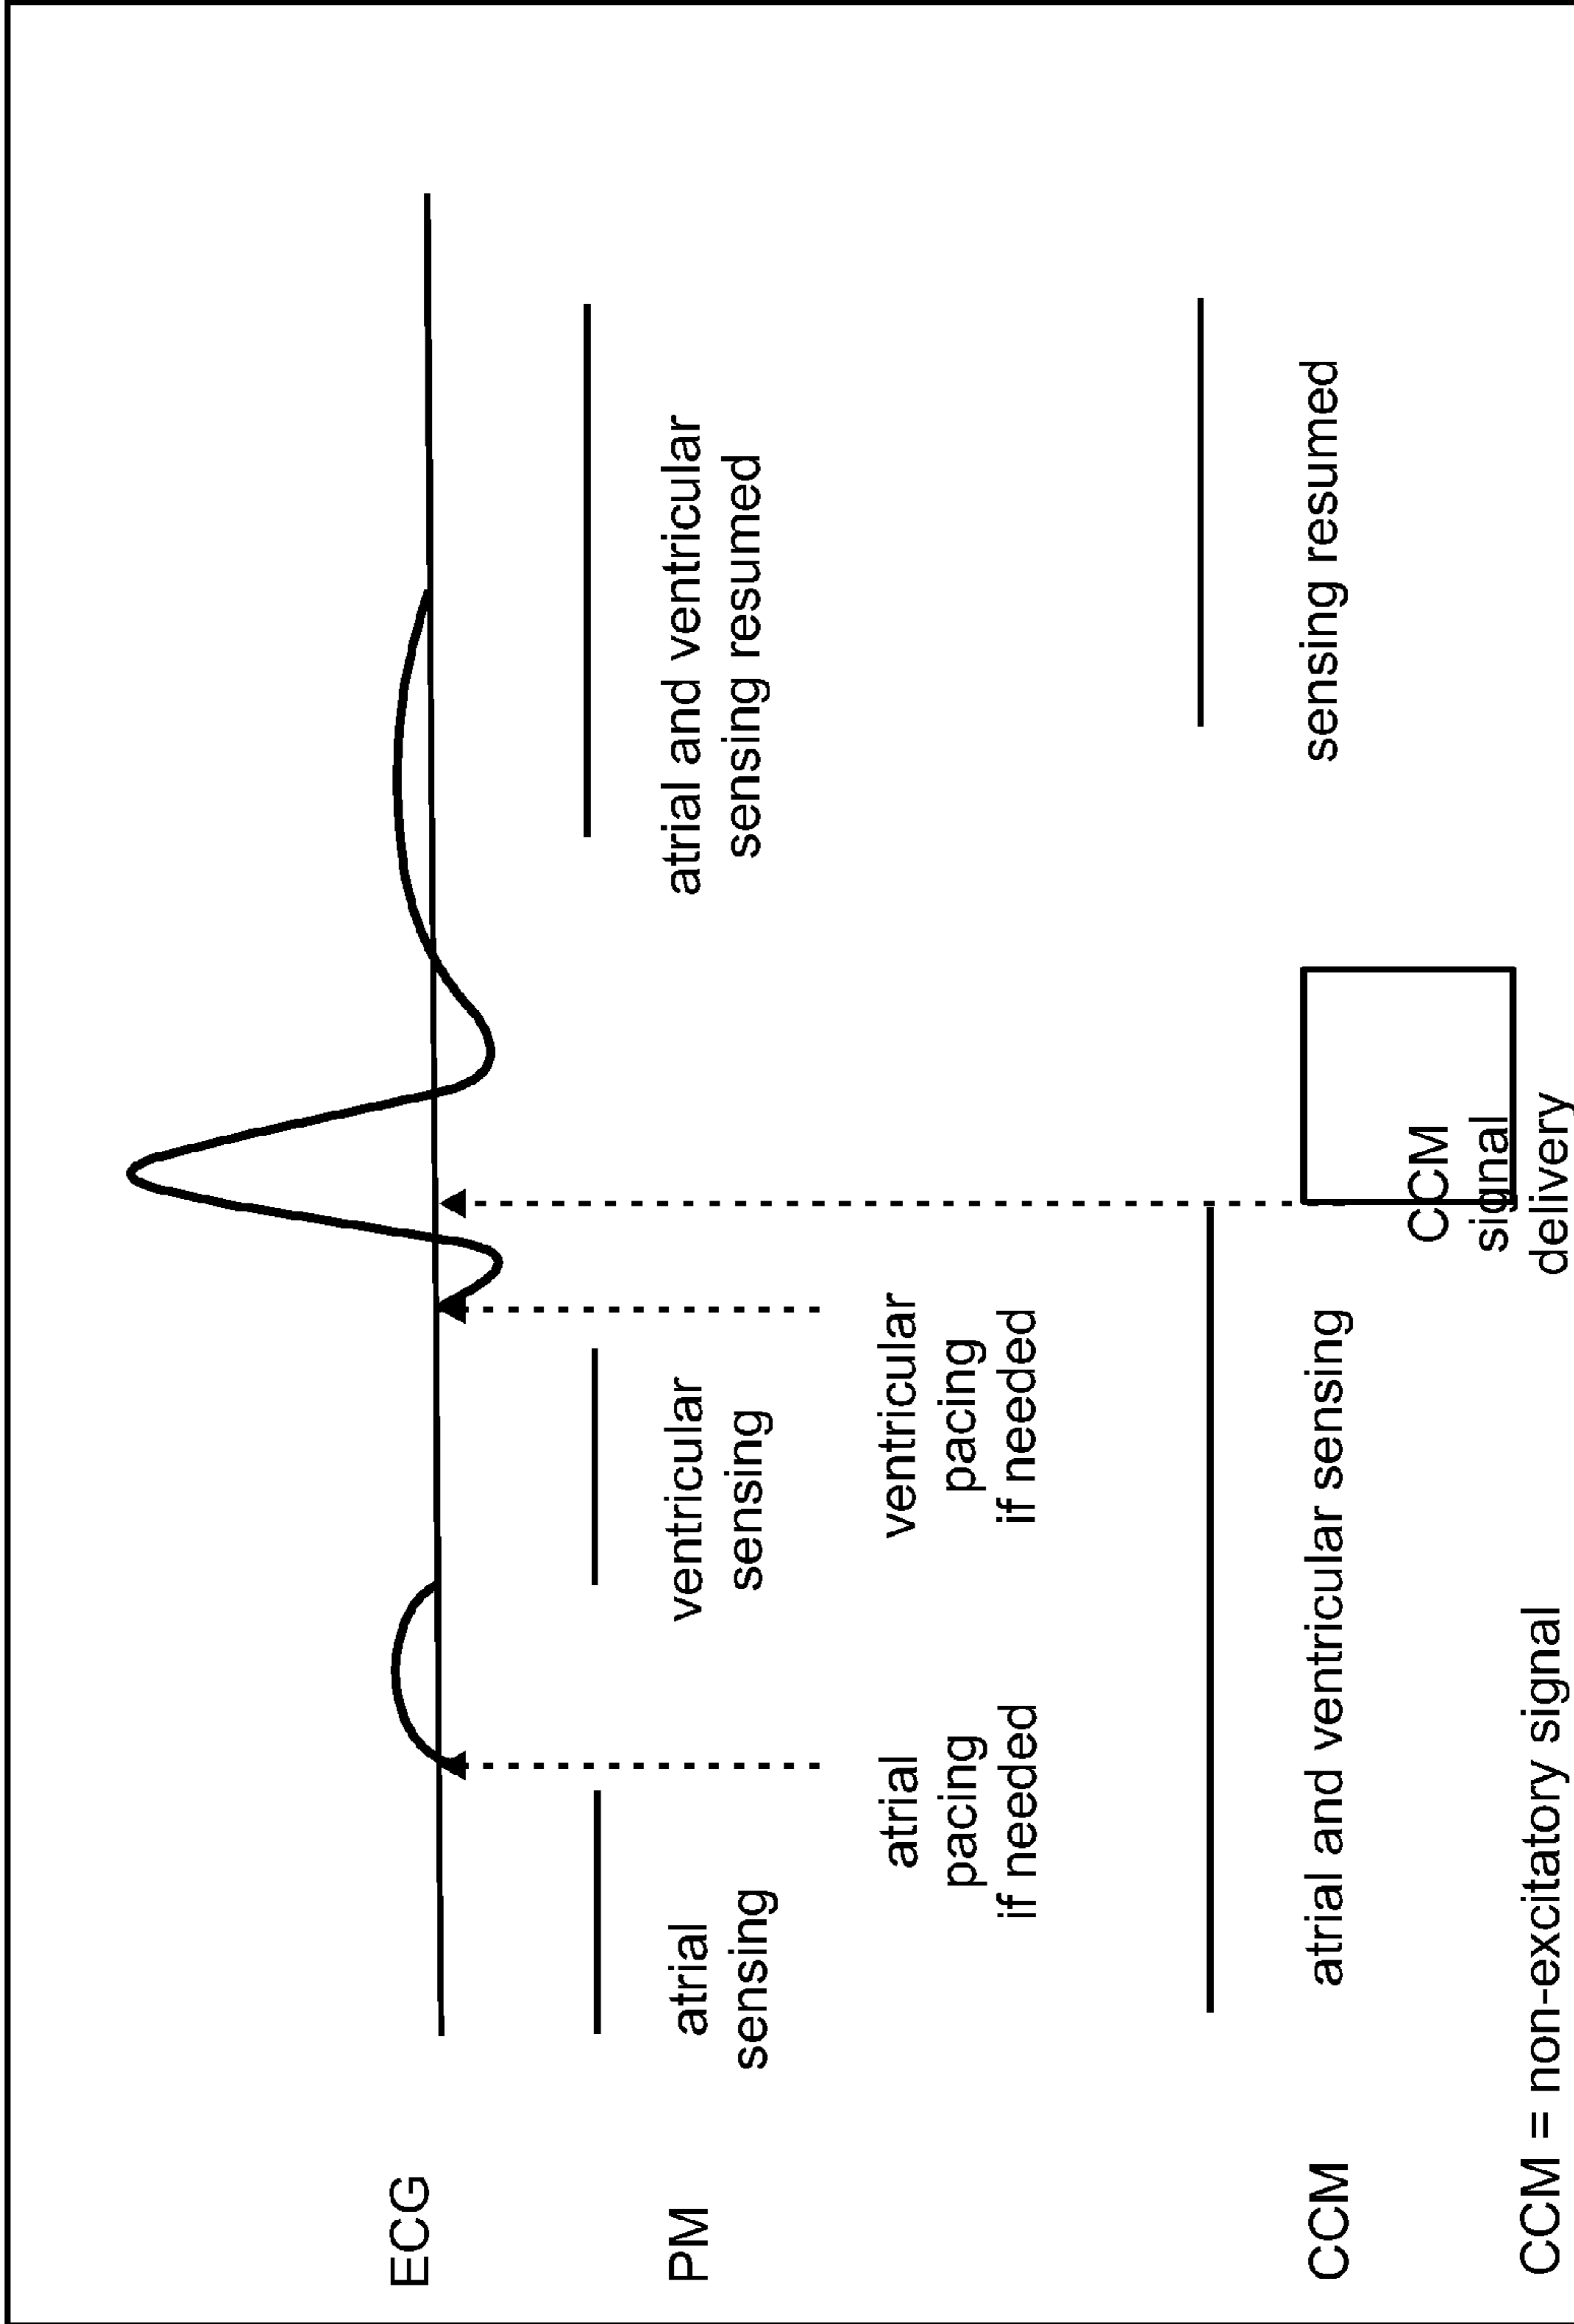 ECG
PM
atrial
sensing
ventricular
sensing
atrial and ventricular
sensing resumed
atrial
pacing
if needed
ventricular
pacing
if needed
CCM
atrial and ventricular sensing
CCM
signal
delivery
sensing resumed
CCM = non-excitatory signal